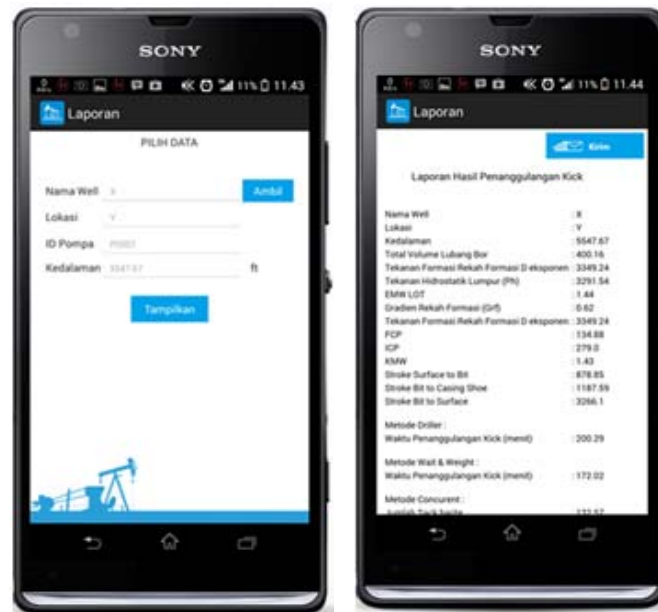 SONY
11% 11.43
Laporan
PILIH DATA
Nama Well X Ambil
Lokasi Y
ID Pompa
Kedalaman 5547.67 ft
Tampilkan
SONY
11% 11.44
Laporan
Kirim
Laporan Hasil Penanggulangan Kick
Nama Well : X
Lokasi : Y
Kedalaman : 5547.67
Total Volume Lubang Bor : 400.16
Tekanan Formasi Rekah Formasi D eksponen : 3349.24
Tekanan Hidrostatik Lumpur (Ph) : 3291.54
EMW LOT : 1.44
Gradien Rekah Formasi (Grf) : 0.62
Tekanan Formasi Rekah Formasi D eksponen : 3349.24
FCP : 134.88
ICP : 279.0
KMW : 1.43
Stroke Surface to Bit : 878.85
Stroke Bit to Casing Shoe : 1187.59
Stroke Bit to Surface : 3266.1
Metode Driller :
Waktu Penanggulangan Kick (menit) : 200.29
Metode Wait & Weight :
Waktu Penanggulangan Kick (menit) : 172.02
Metode Concurent :